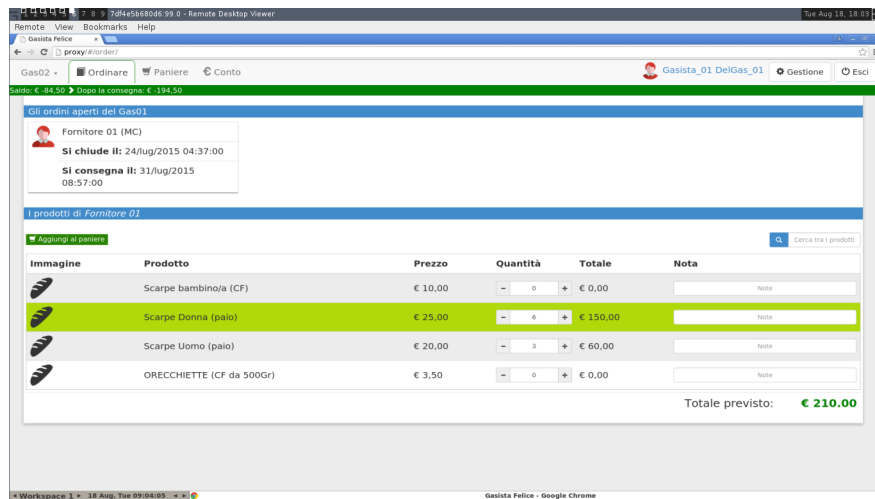 1 2 3 4 5 6 7 8 9 7df4e5b680d6:99.0 - Remote Desktop Viewer Tue Aug 18, 18:03
Remote View Bookmarks Help
Gasista Felice
proxy/#/order/
Gas02 Ordinare Paniere € Conto Gasista_01 DelGas_01 Gestione Esci
Saldo: € -84,50 Dopo la consegna: € -194,50
Gli ordini aperti del Gas01
Fornitore 01 (MC)
Si chiude il: 24/lug/2015 04:37:00
Si consegna il: 31/lug/2015
08:57:00
I prodotti di Fornitore 01
Aggiungi al paniere Cerca tra i prodotti
Immagine Prodotto Prezzo Quantità Totale Nota
Scarpe bambino/a (CF) € 10,00 - 0 + € 0,00 Note
Scarpe Donna (paio) € 25,00 - 6 + € 150,00 Note
Scarpe Uomo (paio) € 20,00 - 3 + € 60,00 Note
ORECCHIETTE (CF da 500Gr) € 3,50 - 0 + € 0,00 Note
Totale previsto: € 210.00
Workspace 1 18 Aug, Tue 09:04:05 Gasista Felice - Google Chrome